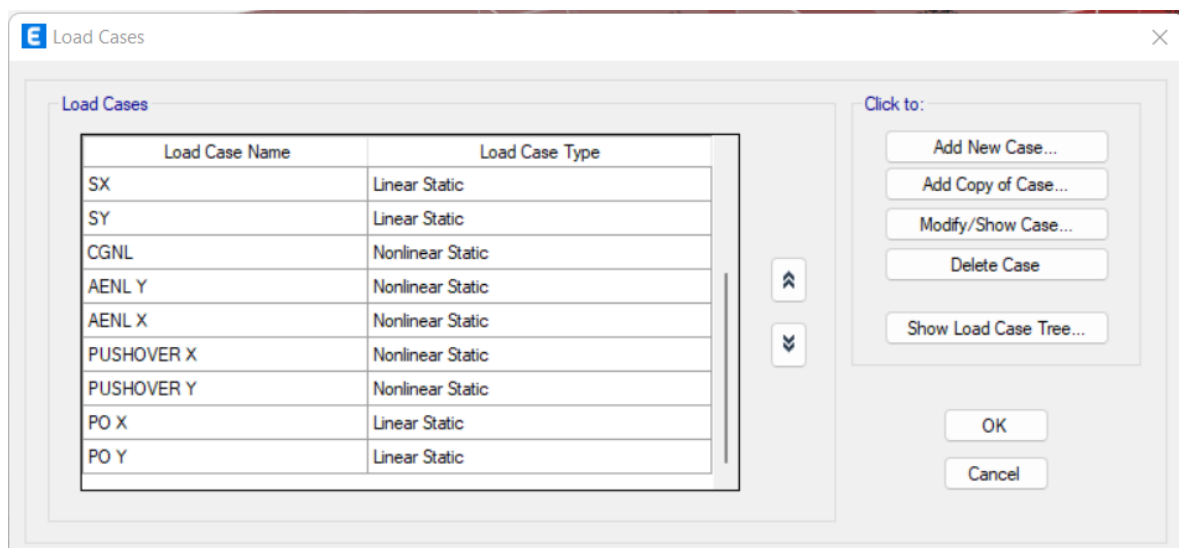 E Load Cases
Load Cases
Load Case Name Load Case Type
SX Linear Static
SY Linear Static
CGNL Nonlinear Static
AENL Y Nonlinear Static
AENL X Nonlinear Static
PUSHOVER X Nonlinear Static
PUSHOVER Y Nonlinear Static
PO X Linear Static
PO Y Linear Static
Click to:
Add New Case...
Add Copy of Case...
Modify/Show Case...
Delete Case
Show Load Case Tree...
OK
Cancel